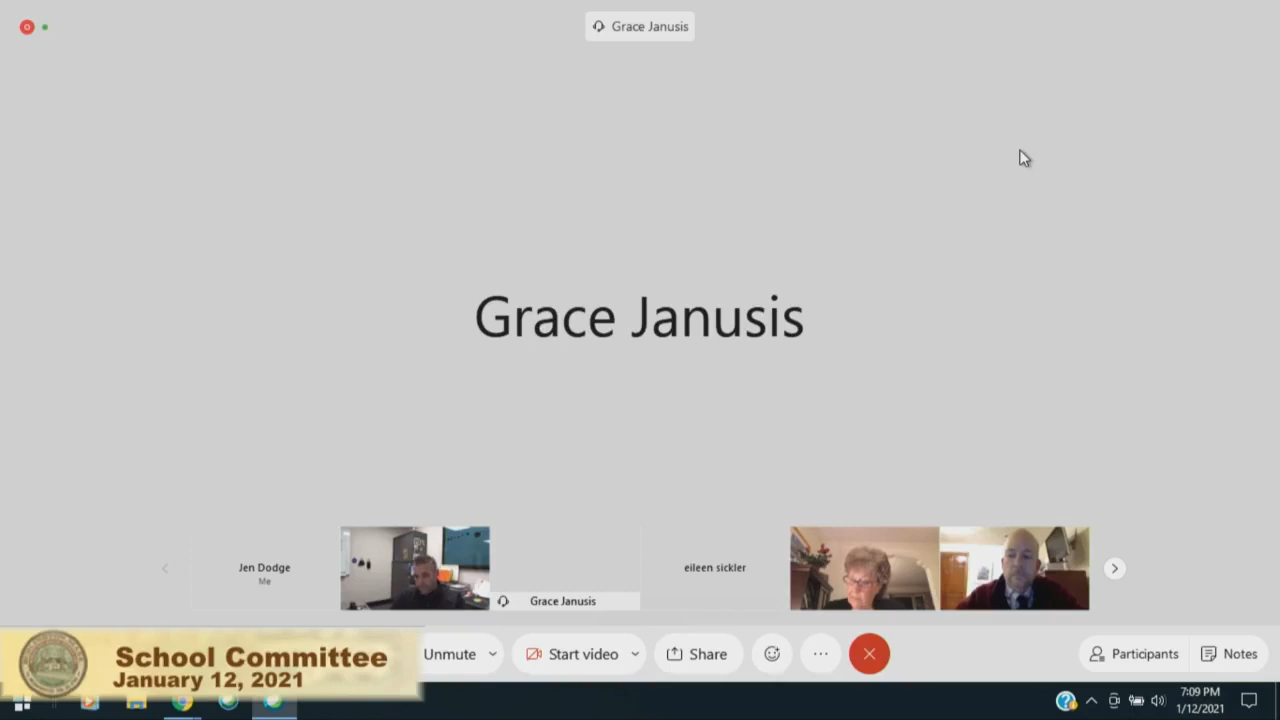 Grace Janusis
Grace Janusis
Jen Dodge
Me
Grace Janusis
eileen sickler
School Committee
January 12, 2021
Unmute
Start video
Share
Participants
Notes
7:09 PM
1/12/2021